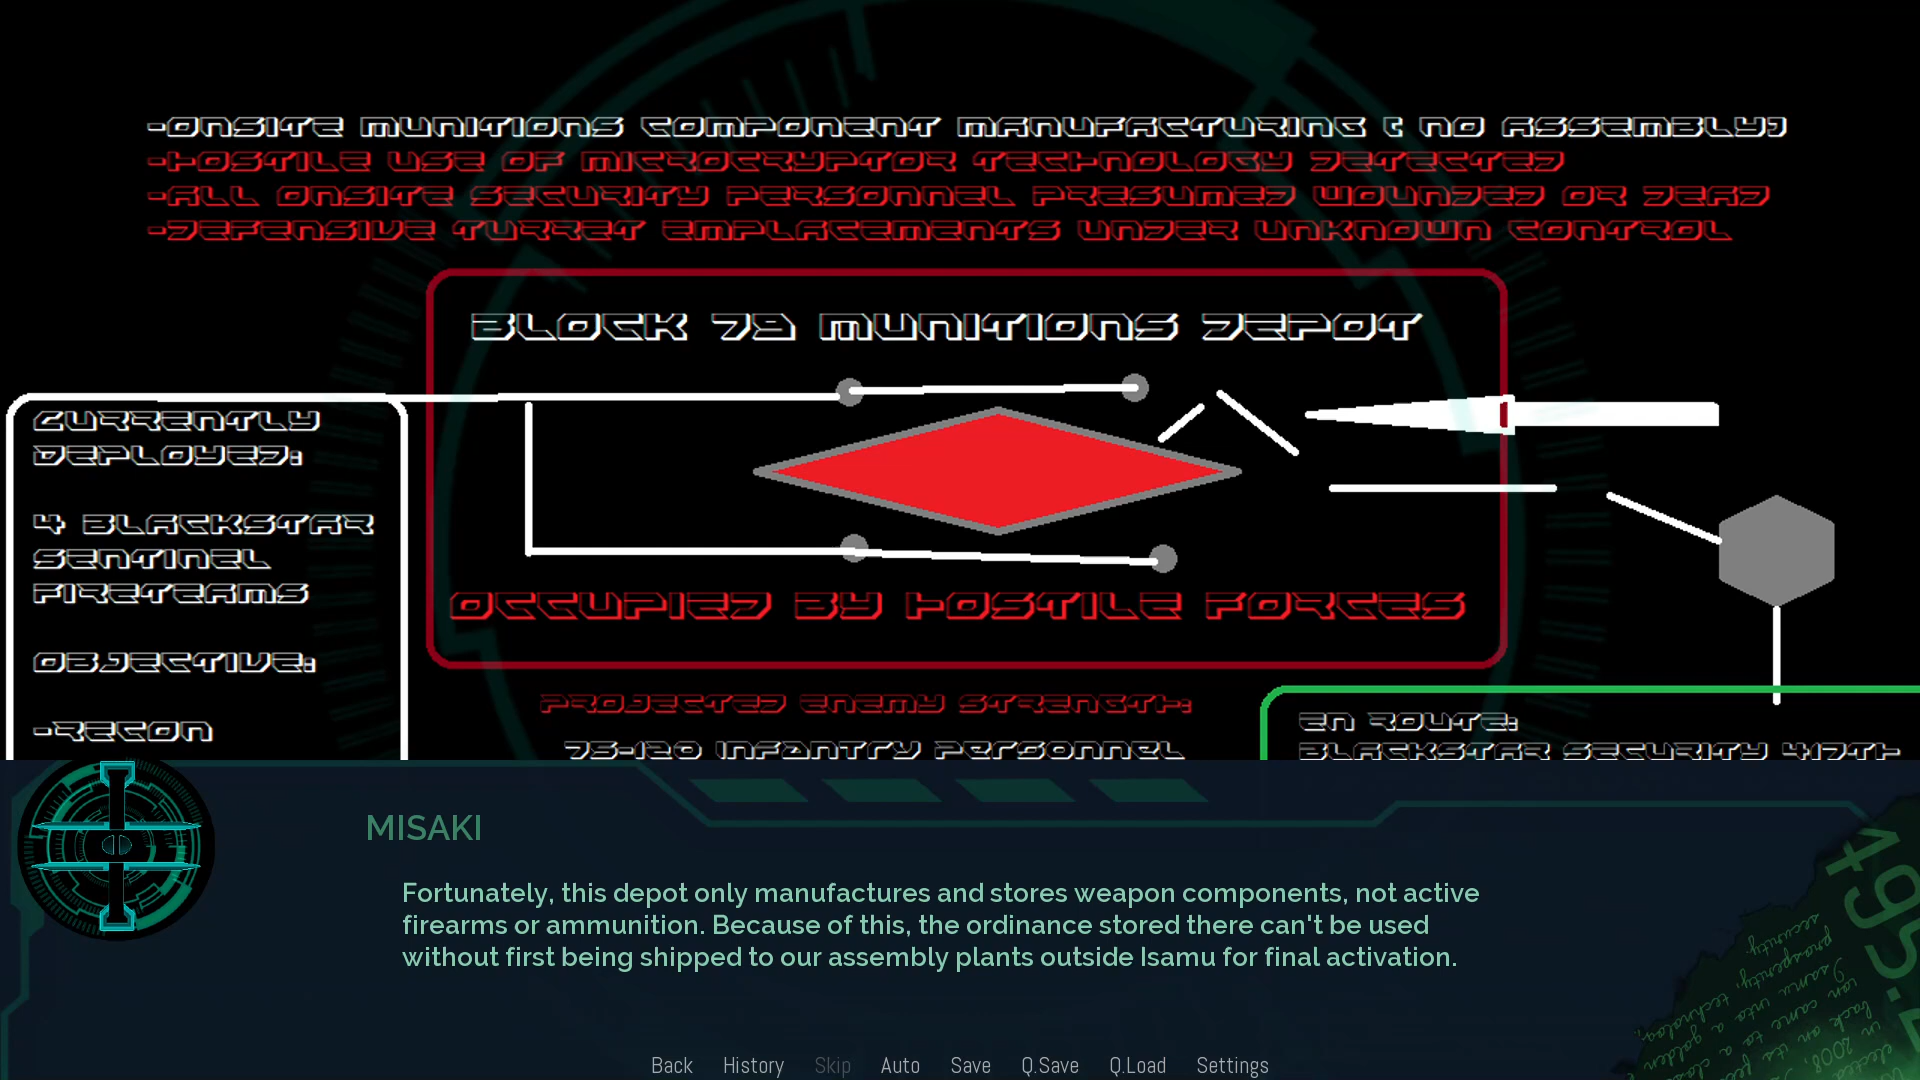 -ONSITE MUNITIONS COMPONENT MANUFACTURING ( NO ASSEMBLY)
-HOSTILE USE OF MICROCRYPTOR TECHNOLOGY DETECTED
-ALL ONSITE SECURITY PERSONNEL PRESUMED WOUNDED OR DEAD
-DEFENSIVE TURRET EMPLACEMENTS UNDER UNKNOWN CONTROL
BLOCK 79 MUNITIONS DEPOT
OCCUPIED BY HOSTILE FORCES
CURRENTLY
DEPLOYED:
4 BLACKSTAR
SENTINEL
FIRETEAMS
OBJECTIVE:
-RECON
PROJECTED ENEMY STRENGTH:
75-120 INFANTRY PERSONNEL
EN ROUTE:
BLACKSTAR SECURITY 417TH
MISAKI
Fortunately, this depot only manufactures and stores weapon components, not active
firearms or ammunition. Because of this, the ordinance stored there can't be used
without first being shipped to our assembly plants outside Isamu for final activation.
Back History Skip Auto Save Q.Save Q.Load Settings